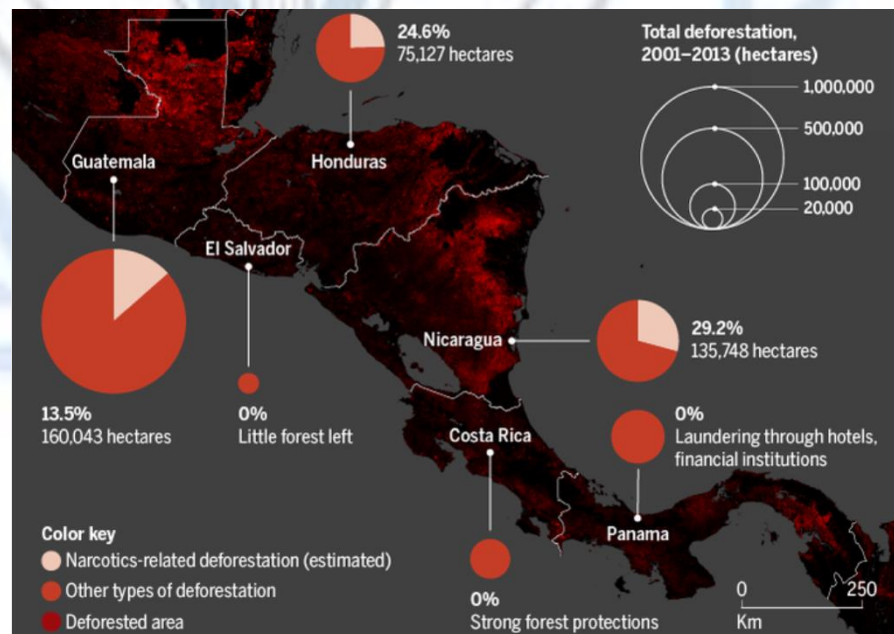 24.6%
75,127 hectares
Total deforestation,
2001–2013 (hectares)
1,000,000
500,000
100,000
20,000
Guatemala
Honduras
El Salvador
Nicaragua
29.2%
135,748 hectares
13.5%
160,043 hectares
0%
Little forest left
Costa Rica
0%
Laundering through hotels,
financial institutions
Panama
Color key
Narcotics-related deforestation (estimated)
Other types of deforestation
Deforested area
0%
Strong forest protections
0
250
Km